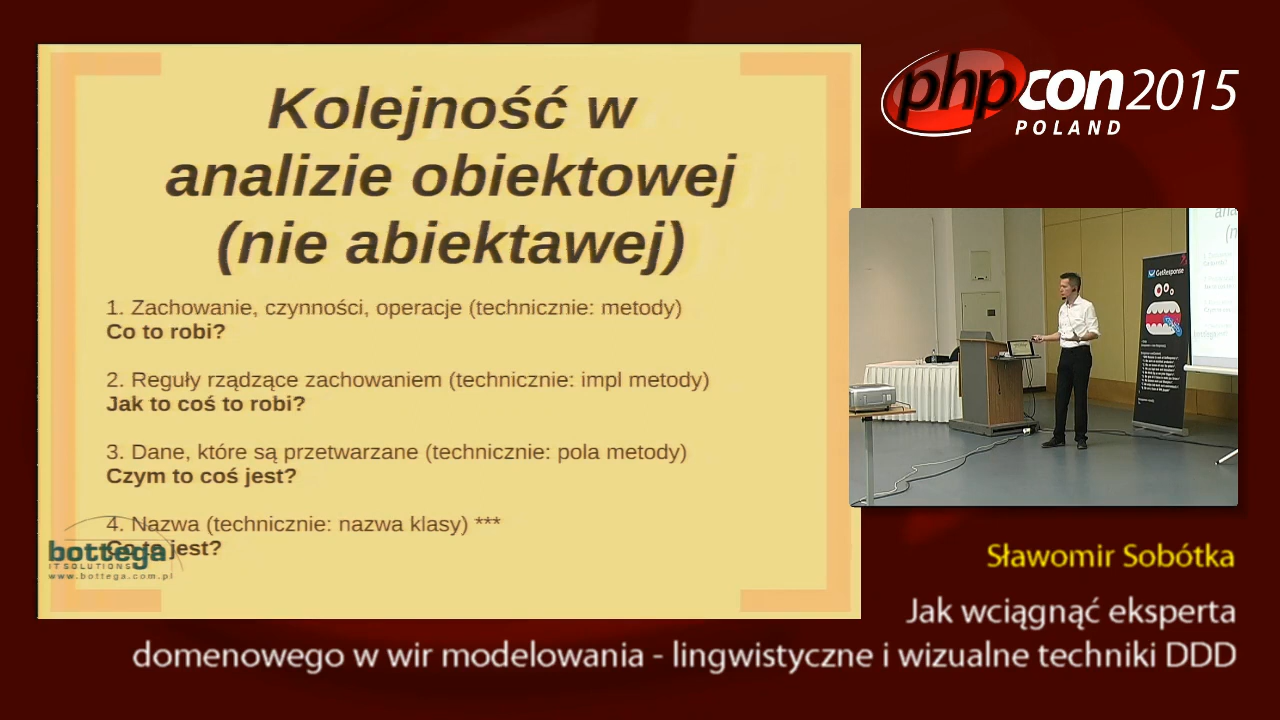 Kolejność w
analizie obiektowej
(nie abiektawej)
1. Zachowanie, czynności, operacje (technicznie: metody)
Co to robi?
2. Reguły rządzące zachowaniem (technicznie: impl metody)
Jak to coś to robi?
3. Dane, które są przetwarzane (technicznie: pola metody)
Czym to coś jest?
4. Nazwa (technicznie: nazwa klasy) ***
Co to jest?
bottega
IT SOLUTIONS
www.bottega.com.pl
phpcon2015
POLAND
GetResponse
Sławomir Sobótka
Jak wciągnąć eksperta
domenowego w wir modelowania - lingwistyczne i wizualne techniki DDD